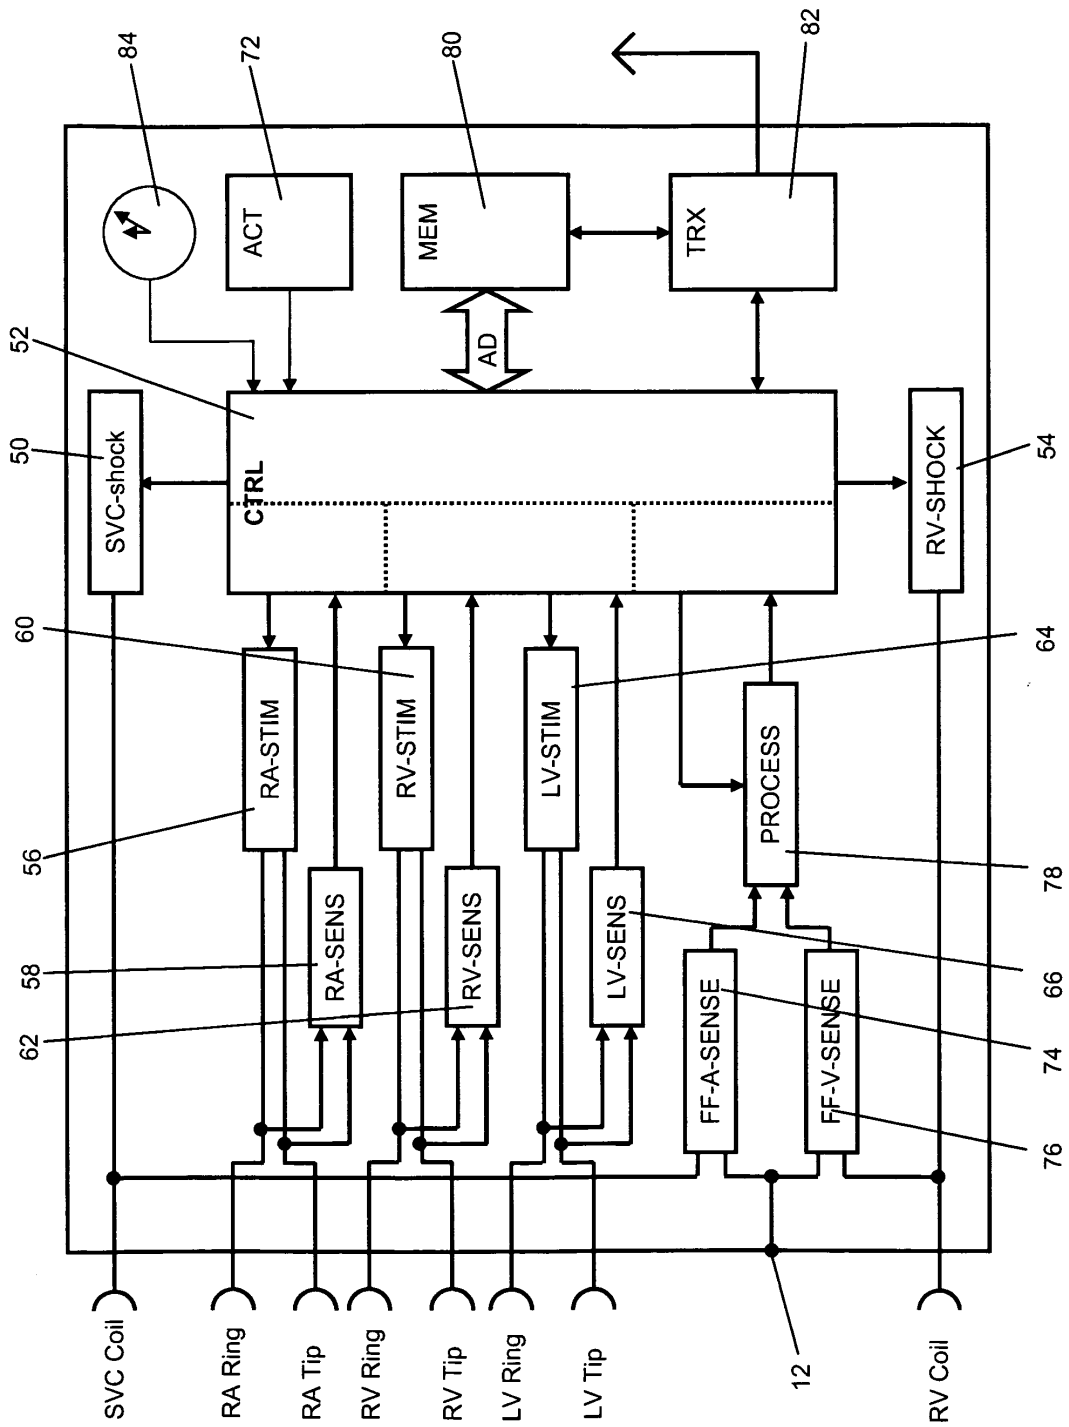 SVC Coil
RA Ring
RA Tip
RV Ring
RV Tip
LV Ring
LV Tip
12
RV Coil
62
58
56
60
50
52
84
72
80
82
SVC-shock
RA-STIM
RA-SENS
RV-STIM
RV-SENS
LV-STIM
LV-SENS
FF-A-SENSE
FF-V-SENSE
PROCESS
CTRL
AD
ACT
MEM
TRX
RV-SHOCK
76
74
66
78
64
54